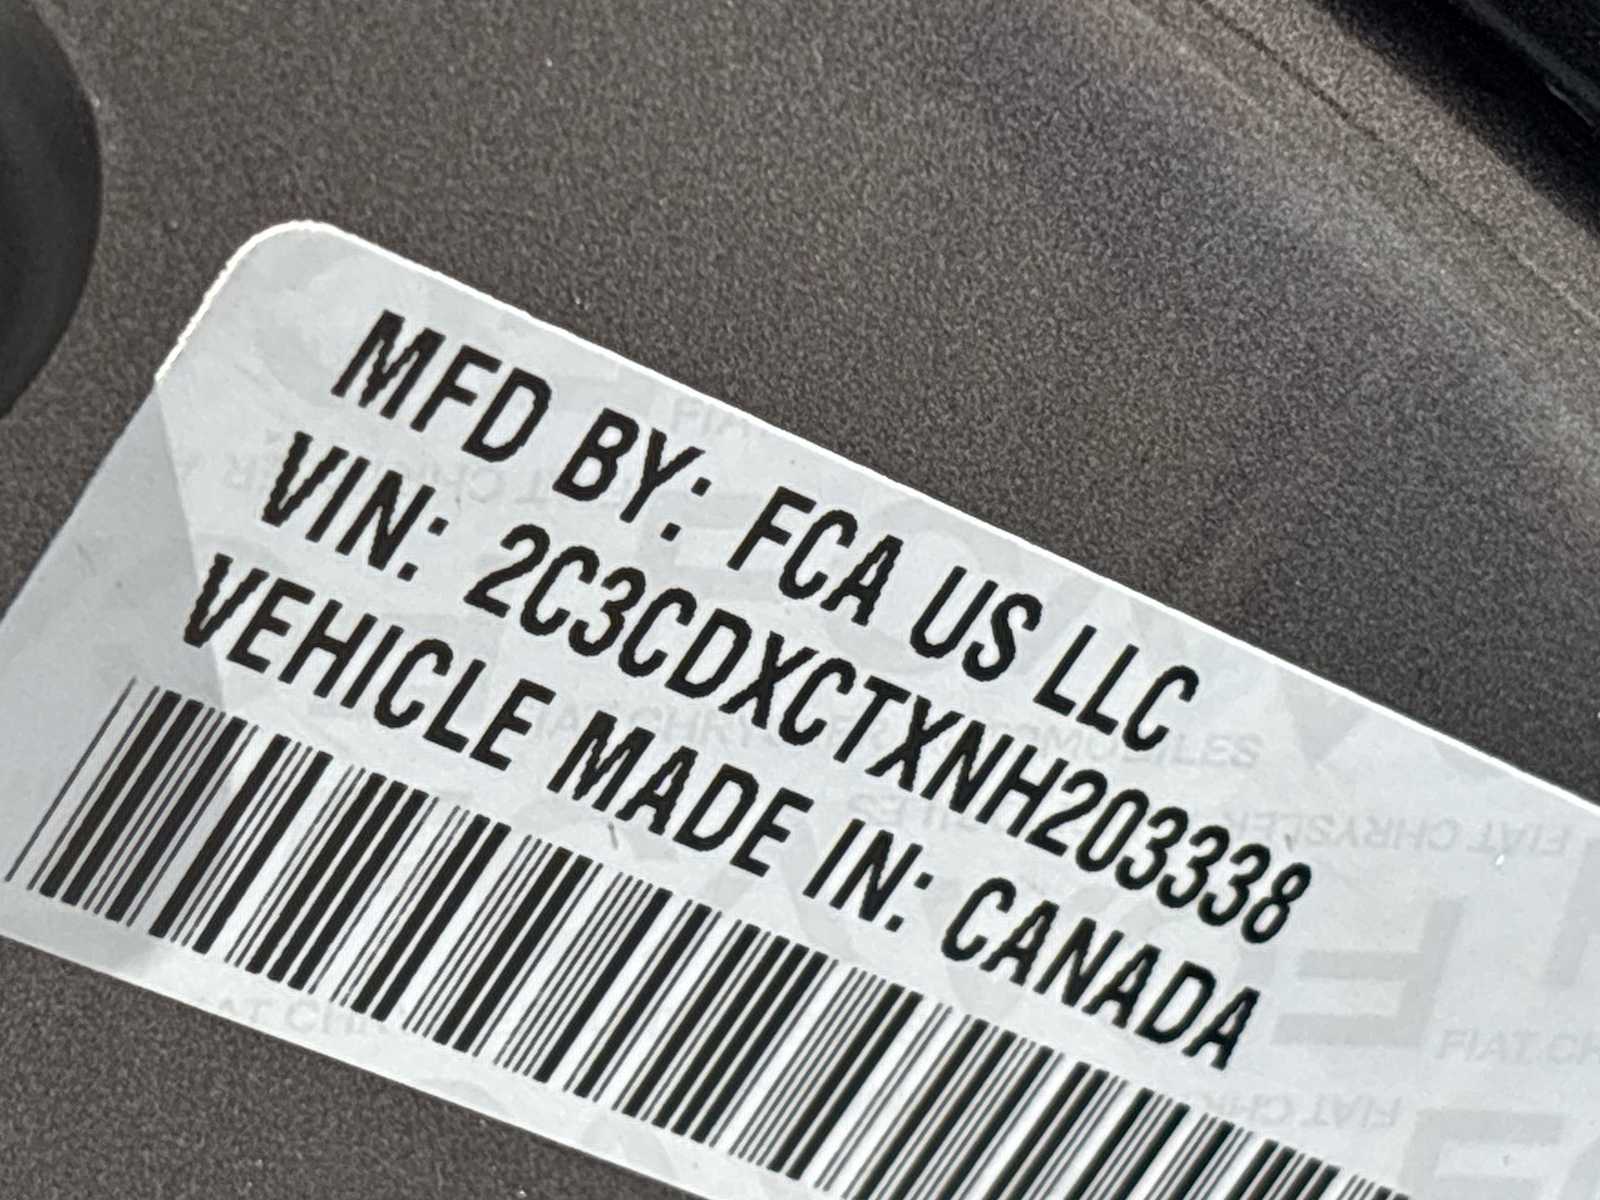 MFD BY: FCA US LLC
VIN: 2C3CDXCTXNH203338
VEHICLE MADE IN: CANADA